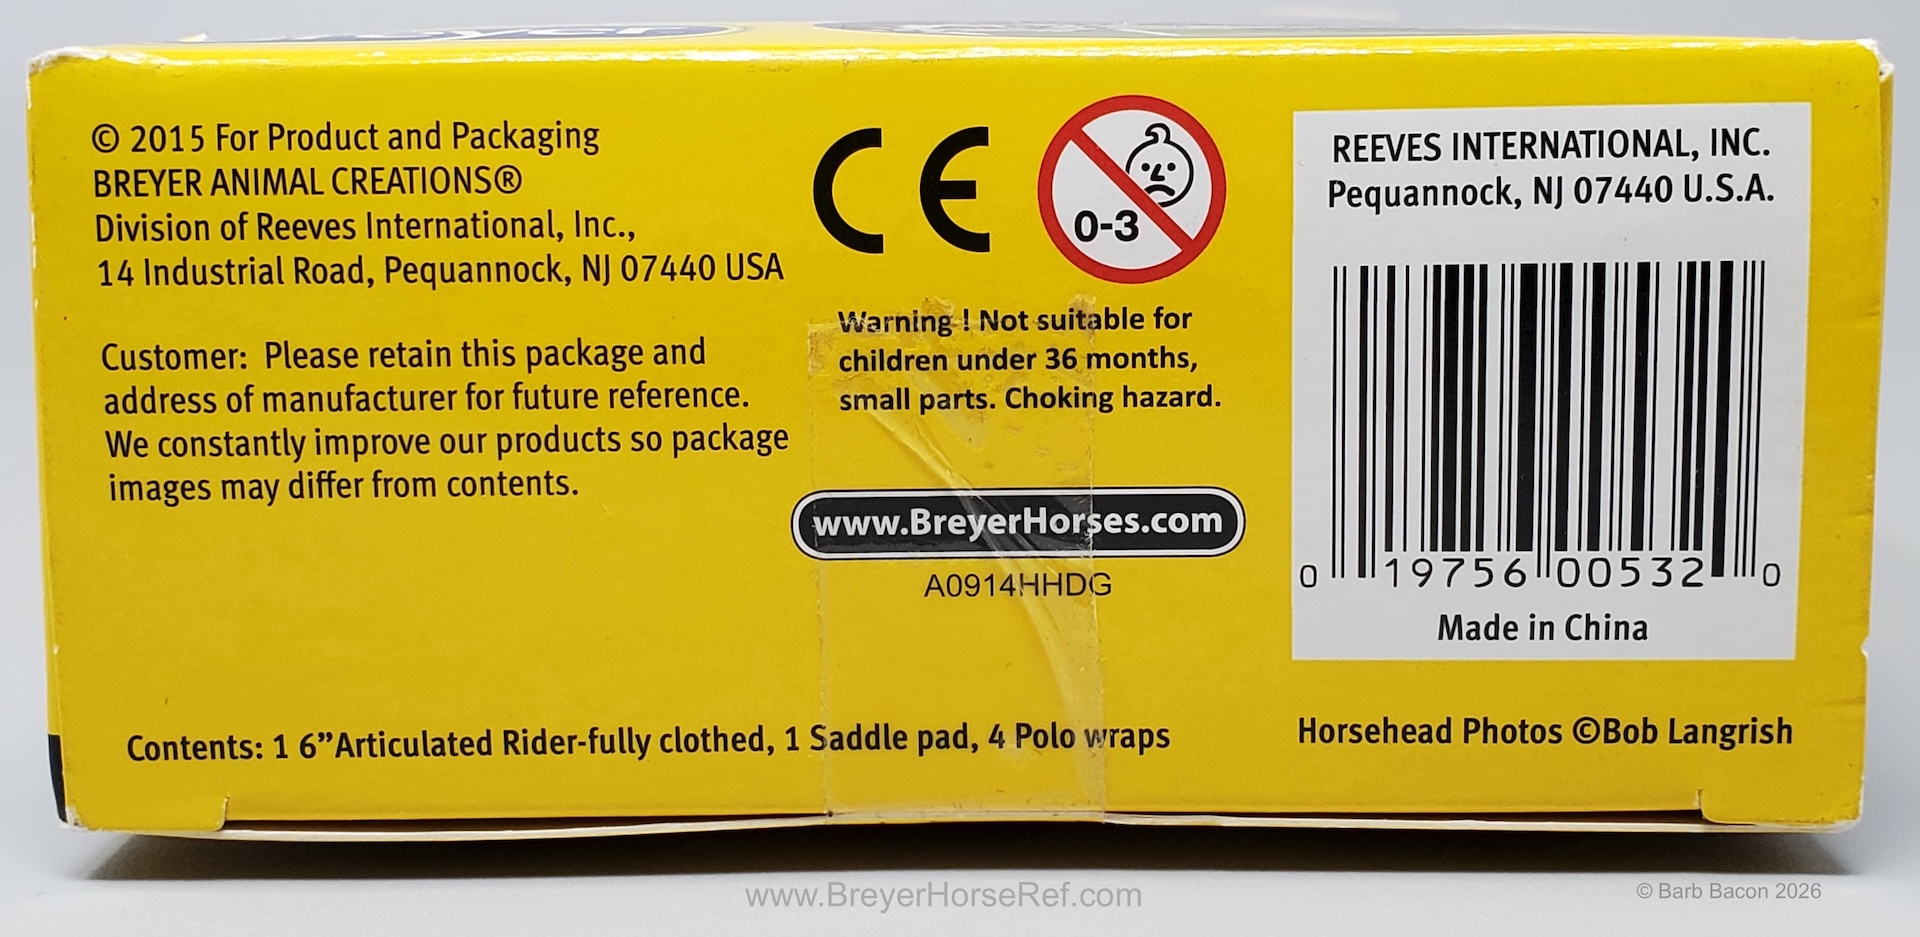 © 2015 For Product and Packaging
BREYER ANIMAL CREATIONS®
Division of Reeves International, Inc.,
14 Industrial Road, Pequannock, NJ 07440 USA
Customer: Please retain this package and
address of manufacturer for future reference.
We constantly improve our products so package
images may differ from contents.
CE
0-3
Warning ! Not suitable for
children under 36 months,
small parts. Choking hazard.
www.BreyerHorses.com
A0914HHDG
REEVES INTERNATIONAL, INC.
Pequannock, NJ 07440 U.S.A.
0 19756 00532 0
Made in China
Contents: 1 6”Articulated Rider-fully clothed, 1 Saddle pad, 4 Polo wraps
Horsehead Photos ©Bob Langrish
www.BreyerHorseRef.com
© Barb Bacon 2026